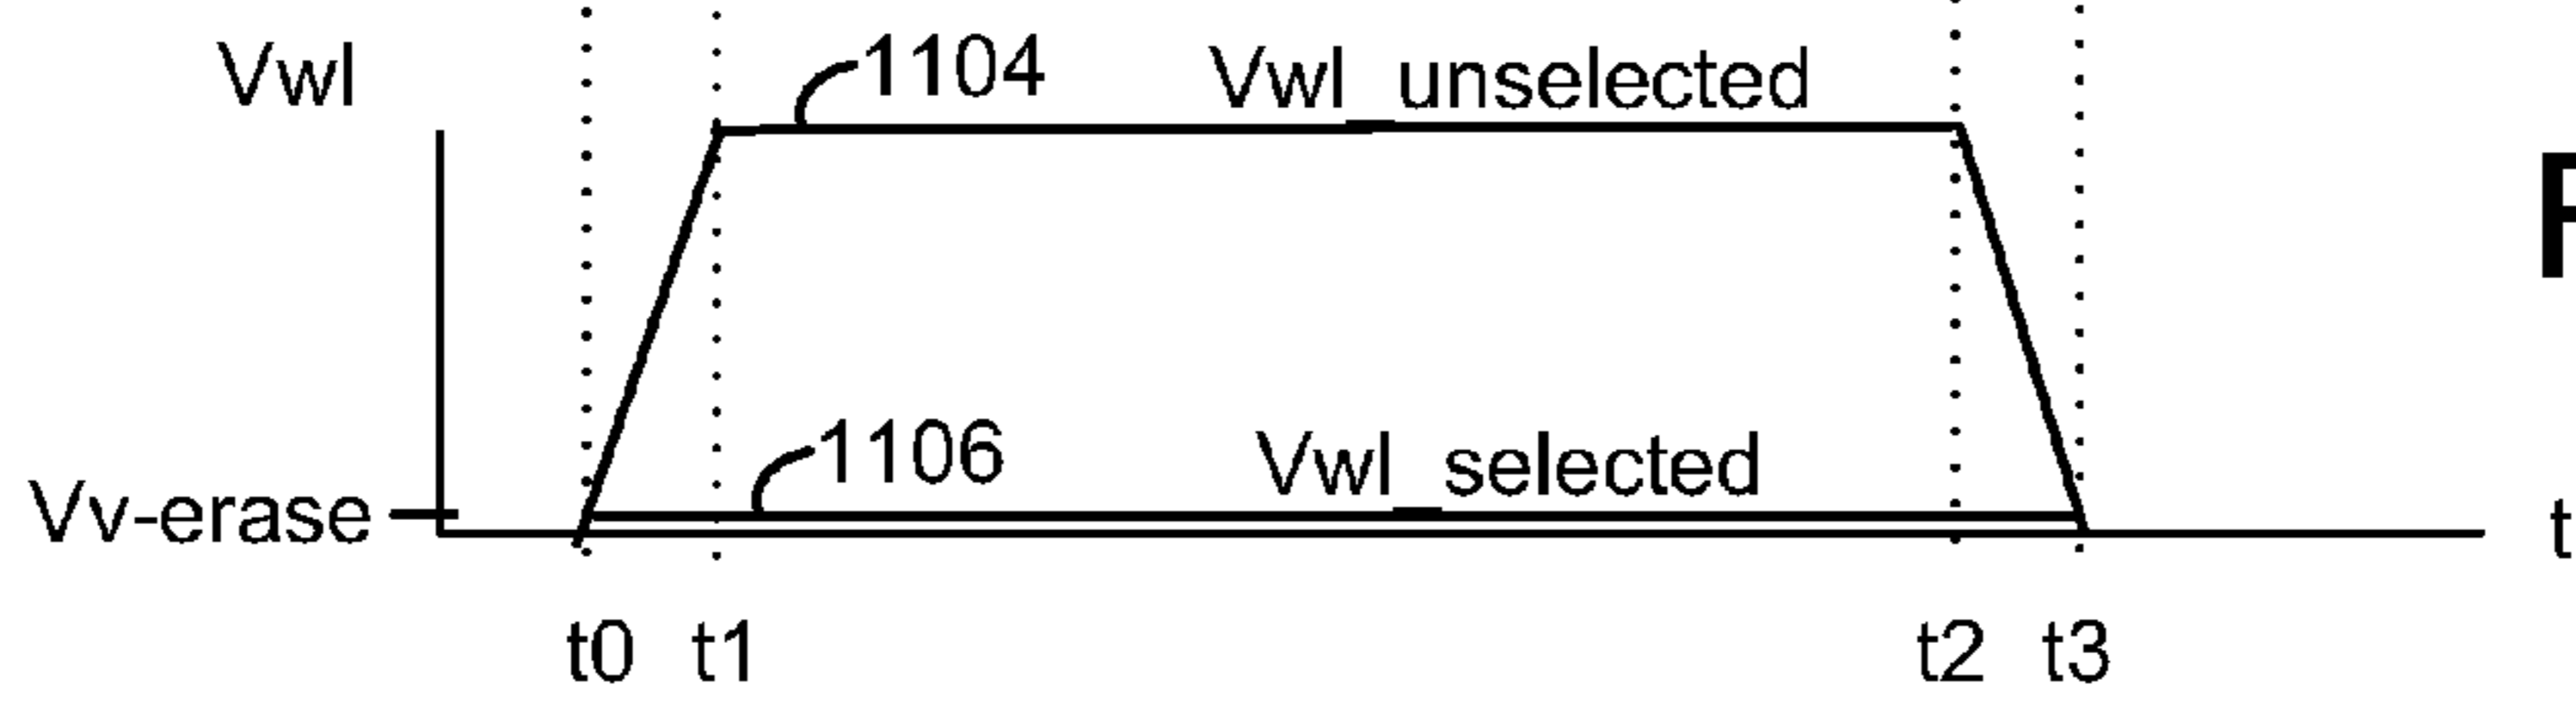 Vwl
1104
Vwl_unselected
1106
Vwl_selected
Vv-erase
t
t0 t1 t2 t3